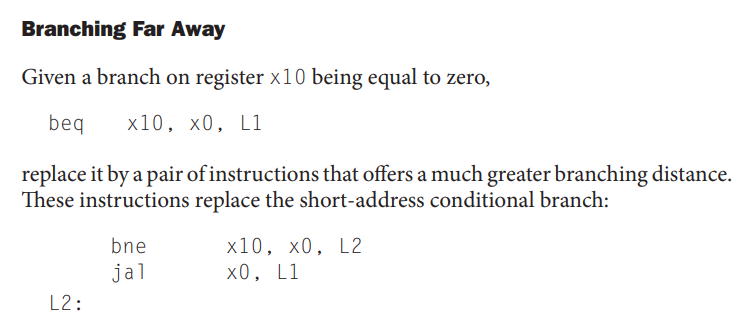 Branching Far Away
Given a branch on register x10 being equal to zero,
beq x10, x0, L1
replace it by a pair of instructions that offers a much greater branching distance.
These instructions replace the short-address conditional branch:
bne x10, x0, L2
jal x0, L1
L2: